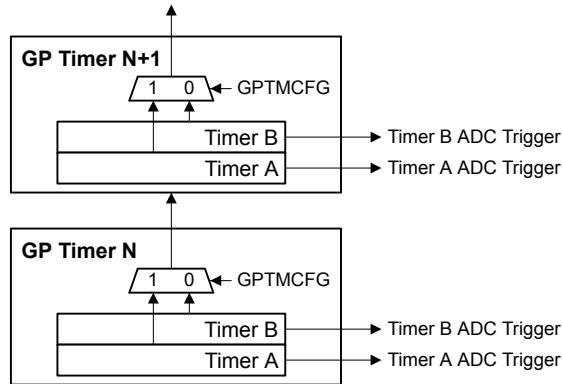 GP Timer N+1
1 0 GPTMCFG
Timer B Timer B ADC Trigger
Timer A Timer A ADC Trigger
GP Timer N
1 0 GPTMCFG
Timer B Timer B ADC Trigger
Timer A Timer A ADC Trigger